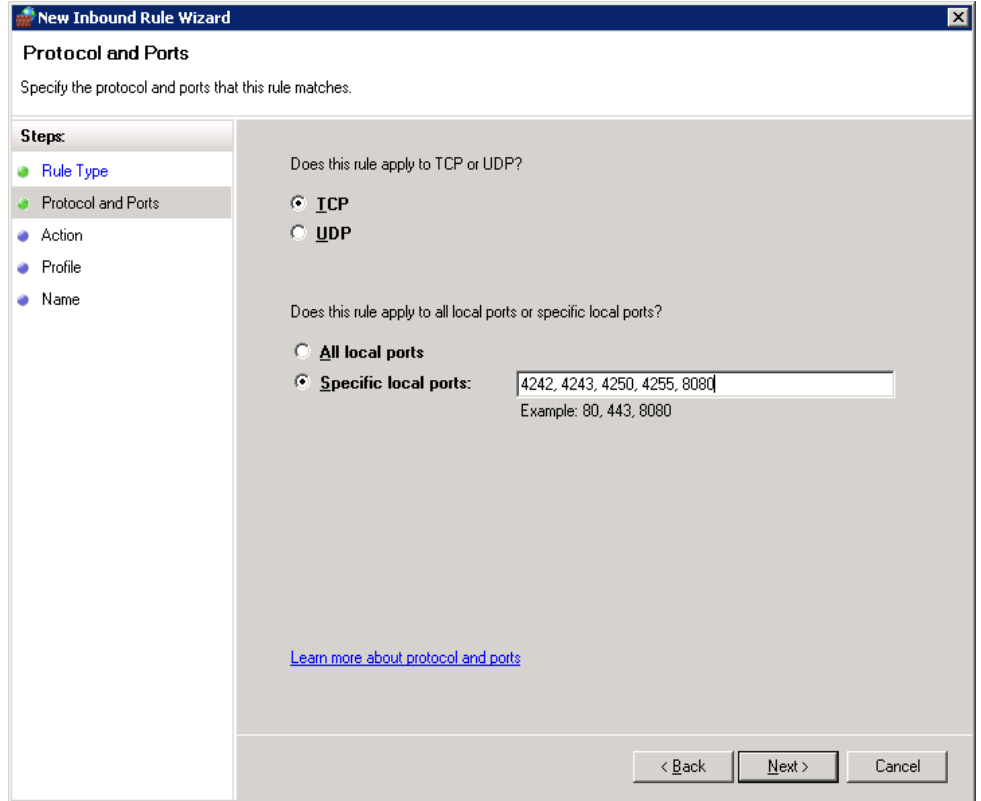 New Inbound Rule Wizard
Protocol and Ports
Specify the protocol and ports that this rule matches.
Steps:
Rule Type
Protocol and Ports
Action
Profile
Name
Does this rule apply to TCP or UDP?
TCP
UDP
Does this rule apply to all local ports or specific local ports?
All local ports
Specific local ports: 4242, 4243, 4250, 4255, 8080
Example: 80, 443, 8080
Learn more about protocol and ports
< Back Next > Cancel